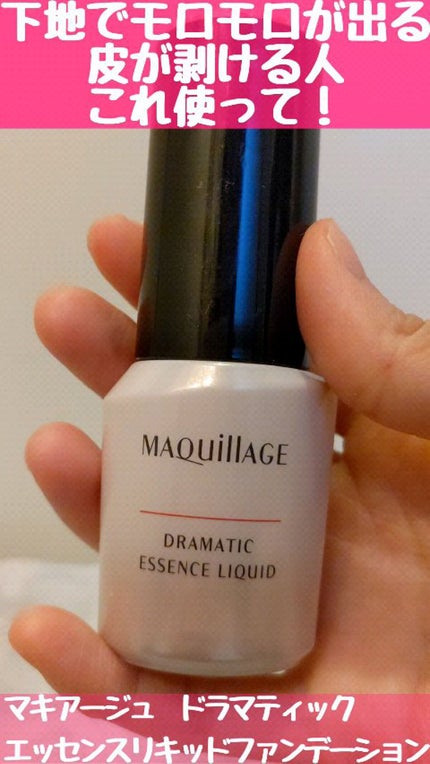 下地でモロモロが出る
皮が剥ける人
これ使って！
MAQuillAGE
DRAMATIC
ESSENCE LIQUID
マキアージュ ドラマティック
エッセンスリキッドファンデーション